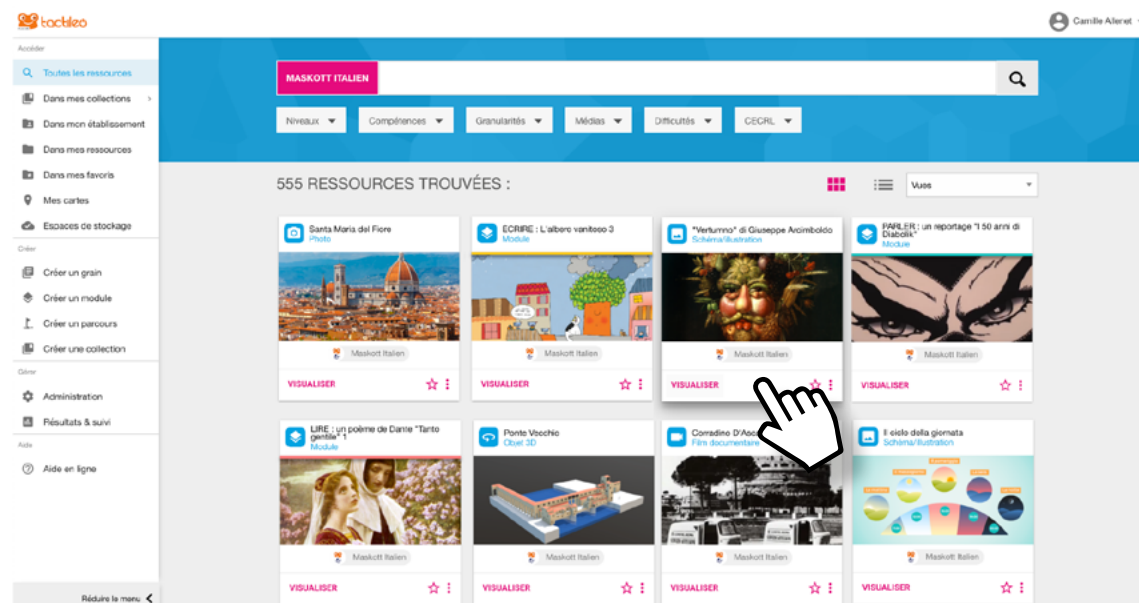 tactileo
Camille Allenet
Accéder
Toutes les ressources
Dans mes collections
Dans mon établissement
Dans mes ressources
Dans mes favoris
Mes cartes
Espaces de stockage
Créer
Créer un grain
Créer un module
Créer un parcours
Créer une collection
Gérer
Administration
Résultats & suivi
Aide
Aide en ligne
Réduire le menu
MASKOTT ITALIEN
Niveaux
Compétences
Granularités
Médias
Difficultés
CECRL
555 RESSOURCES TROUVÉES :
Vues
Santa Maria del Fiore
Photo
Maskott Italien
VISUALISER
ECRIRE : L'albero vanitoso 3
Module
Maskott Italien
VISUALISER
"Vertumno" di Giuseppe Arcimboldo
Schéma/illustration
Maskott Italien
VISUALISER
PARLER : un reportage "I 50 anni di
Diabolik"
Module
Maskott Italien
VISUALISER
LIRE : un poème de Dante "Tanto
gentile" 1
Module
Maskott Italien
VISUALISER
Ponte Vecchio
Objet 3D
Maskott Italien
VISUALISER
Corradino D'Asc
Film documentaire
Maskott Italien
VISUALISER
Il ciclo della giornata
Schéma/illustration
Maskott Italien
VISUALISER